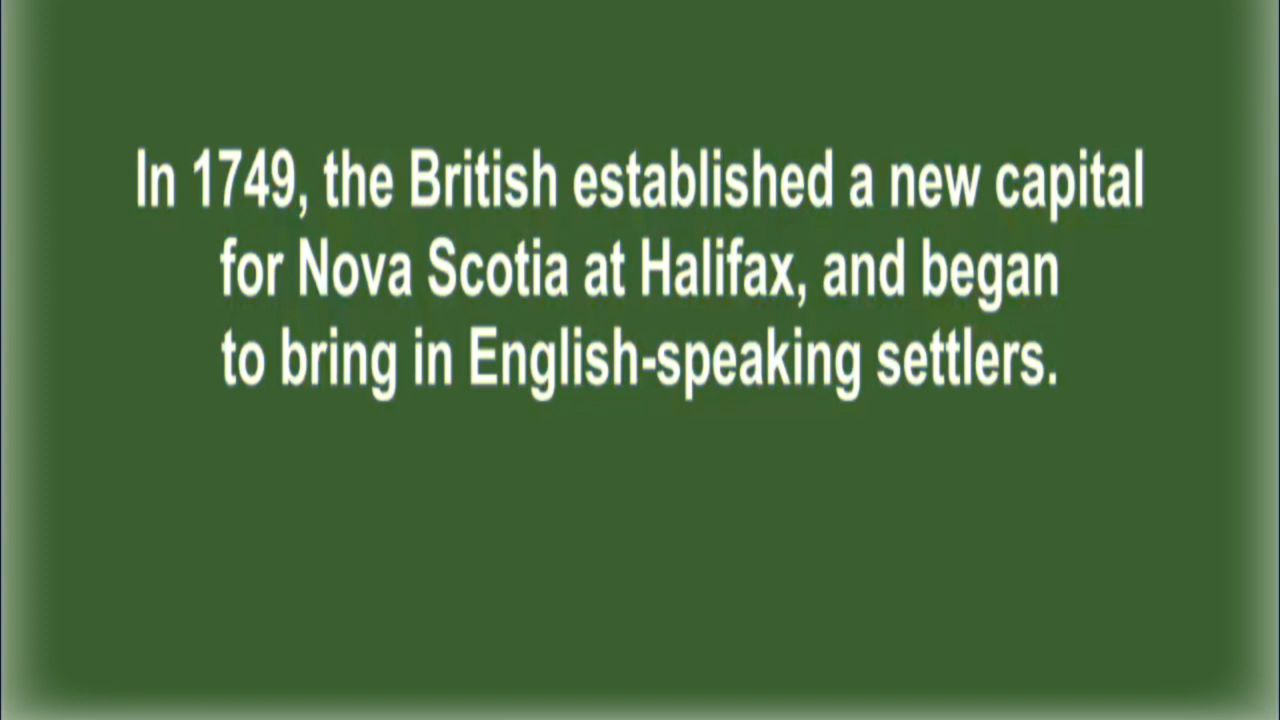 In 1749, the British established a new capital
for Nova Scotia at Halifax, and began
to bring in English-speaking settlers.